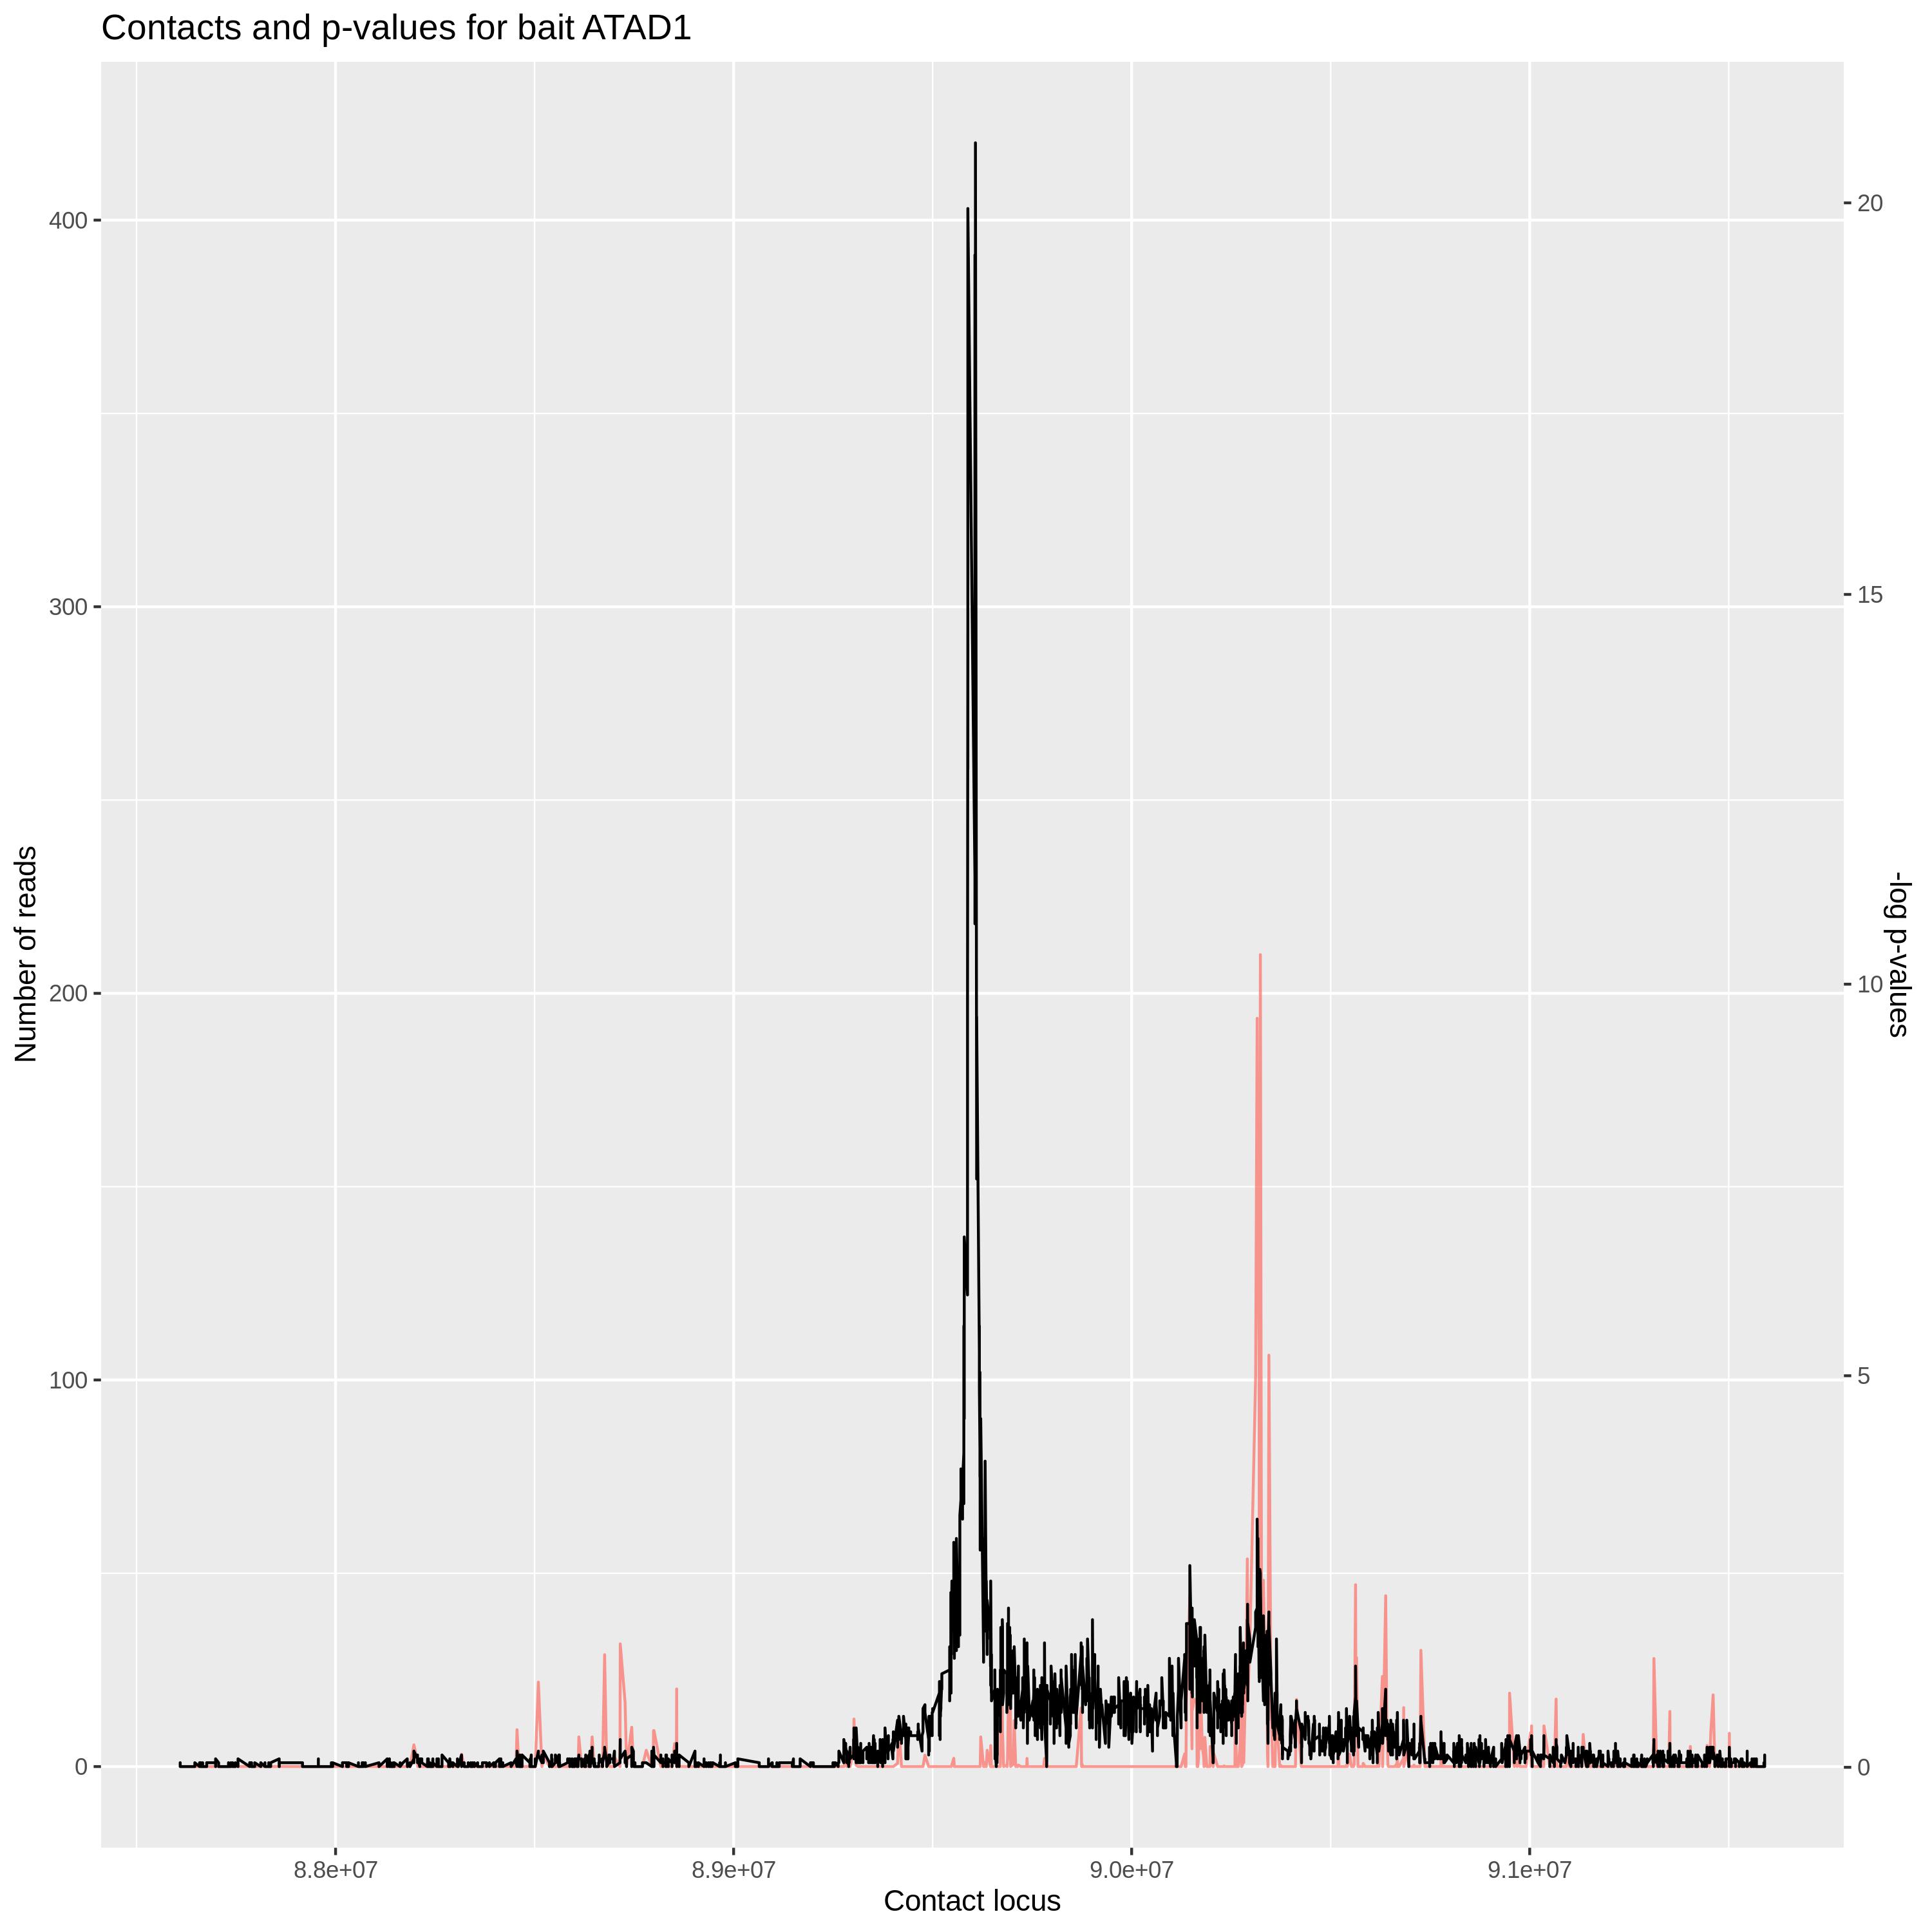 Contacts and p-values for bait ATAD1
400
300
200
100
0
20
15
10
5
0
Number of reads
-log p-values
8.8e+07
8.9e+07
9.0e+07
9.1e+07
Contact locus